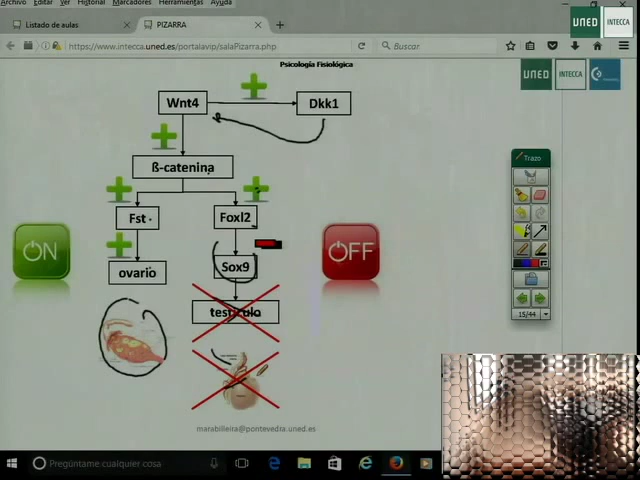 Archivo Editar Ver Historial Marcadores Herramientas Ayuda
Listado de aulas
PIZARRA
https://www.intecca.uned.es/portalavip/salaPizarra.php
Buscar
UNED
INTECCA
Psicología Fisiológica
UNED
INTECCA
Wnt4
Dkk1
ß-catenina
Fst
Foxl2
ON
OFF
ovario
Sox9
testículo
Trazo
15/44
marabilleira@pontevedra.uned.es
Pregúntame cualquier cosa